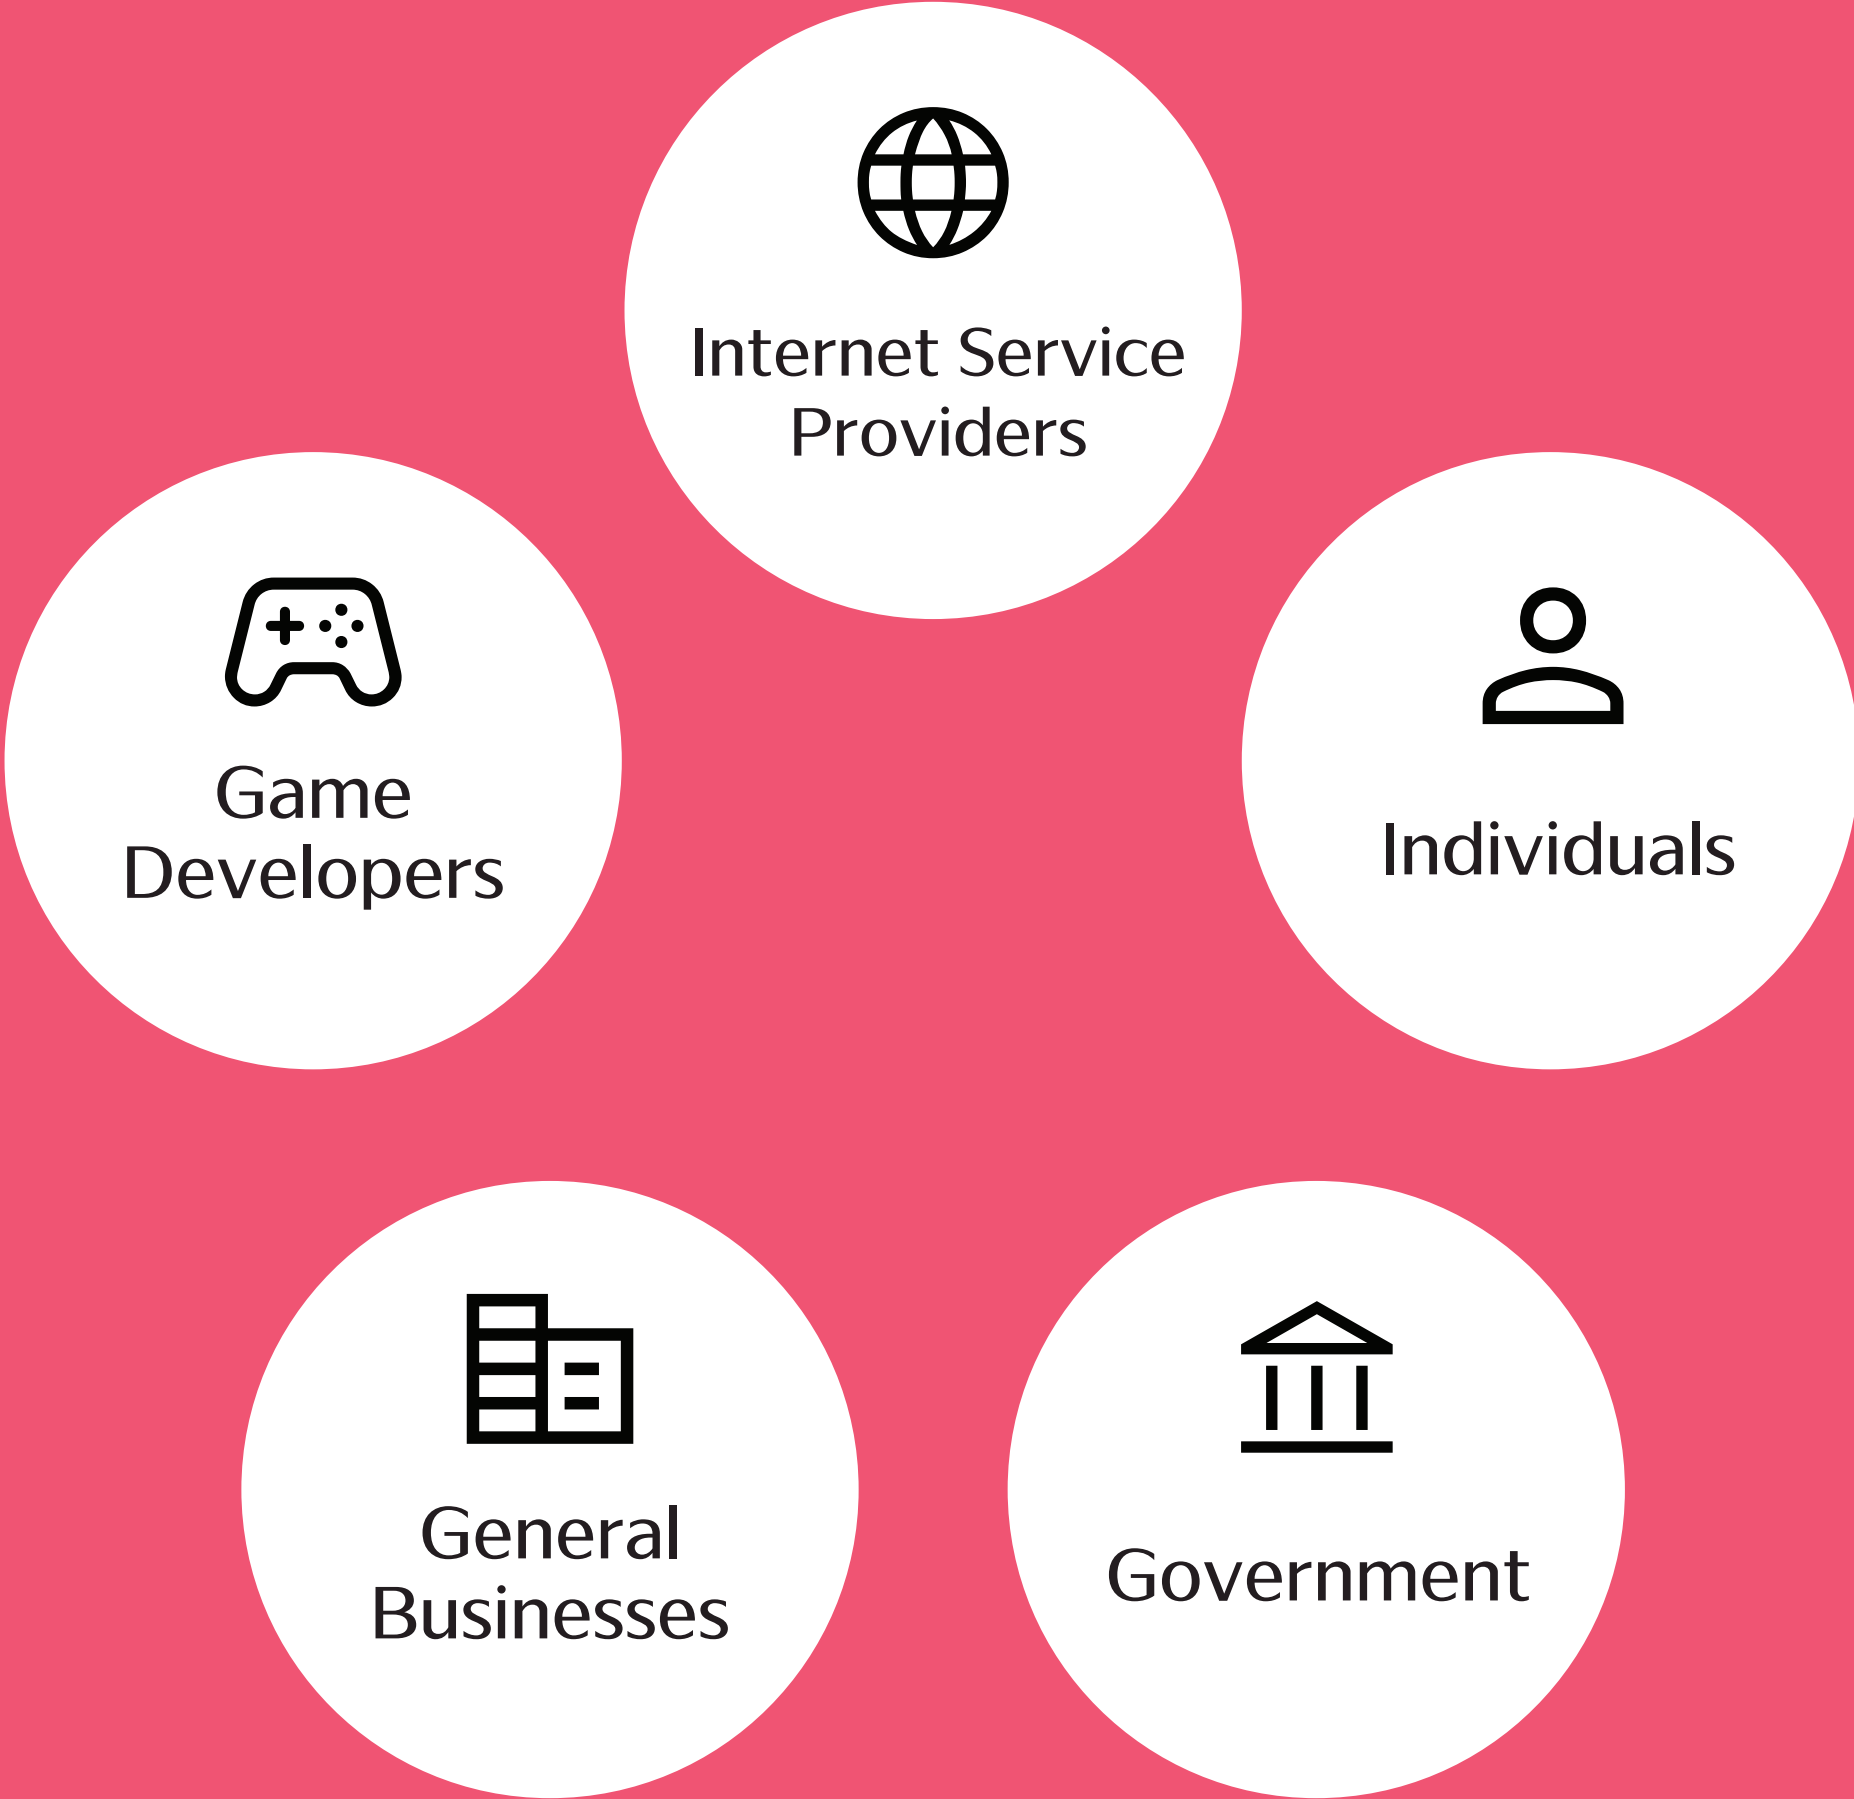 Internet Service
Providers
Game
Developers
Individuals
General
Businesses
Government